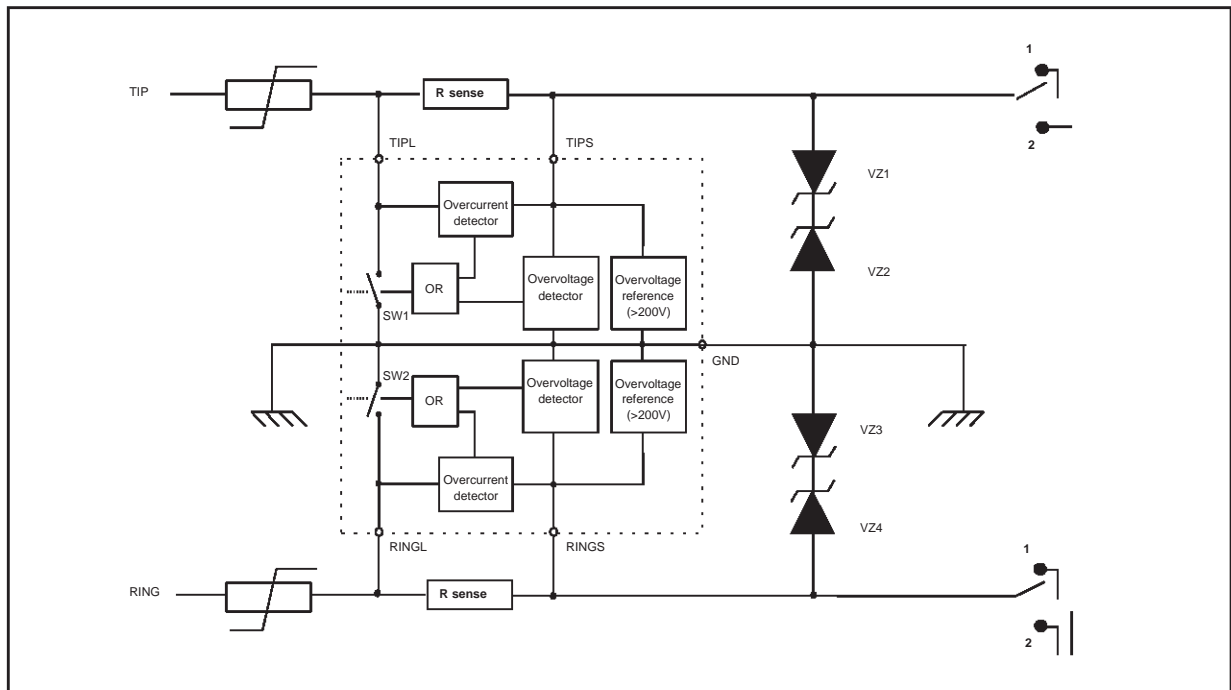 1
TIP
R sense
2
TIPL
TIPS
VZ1
Overcurrent
detector
VZ2
OR
Overvoltage
detector
Overvoltage
reference
(>200V)
SW1
GND
SW2
OR
Overvoltage
detector
Overvoltage
reference
(>200V)
VZ3
Overcurrent
detector
VZ4
RINGL
RINGS
1
RING
R sense
2